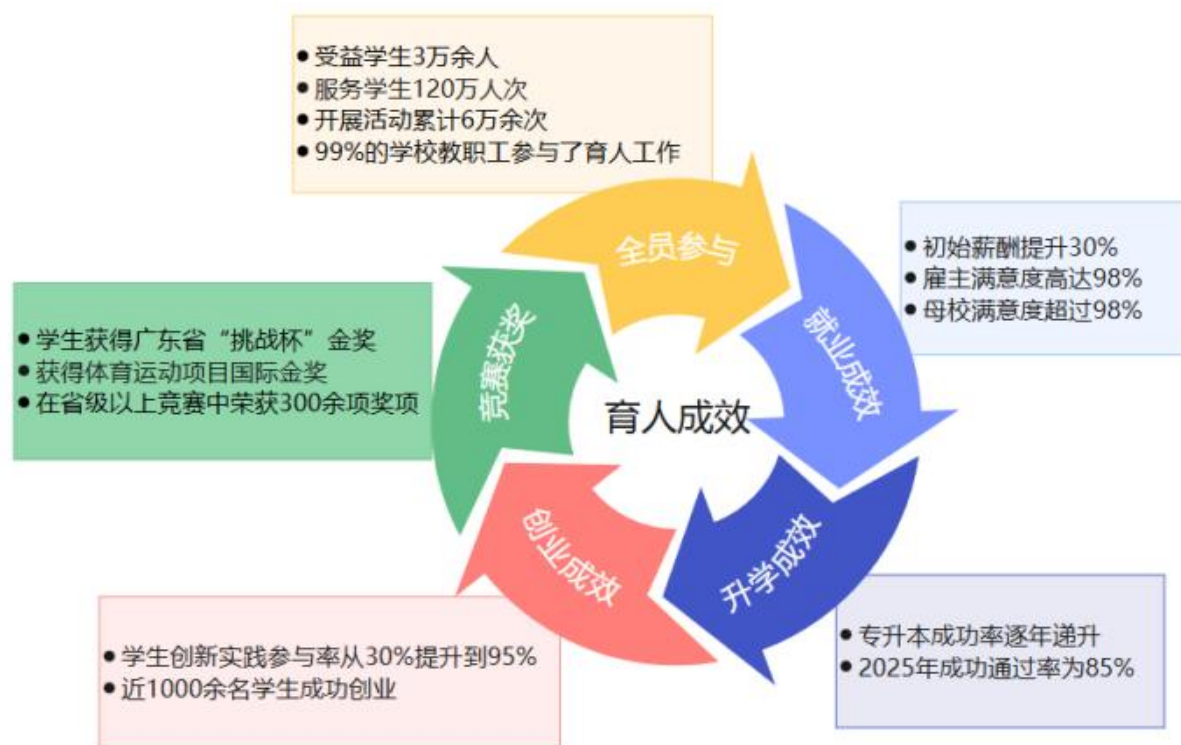 ● 受益学生3万余人
● 服务学生120万人次
● 开展活动累计6万余次
● 99%的学校教职工参与了育人工作
全员参与
● 初始薪酬提升30%
● 雇主满意度高达98%
● 母校满意度超过98%
就业成效
● 学生获得广东省“挑战杯”金奖
● 获得体育运动项目国际金奖
● 在省级以上竞赛中荣获300余项奖项
竞赛获奖
育人成效
创业成效
升学成效
● 学生创新实践参与率从30%提升到95%
● 近1000余名学生成功创业
● 专升本成功率逐年递升
● 2025年成功通过率为85%